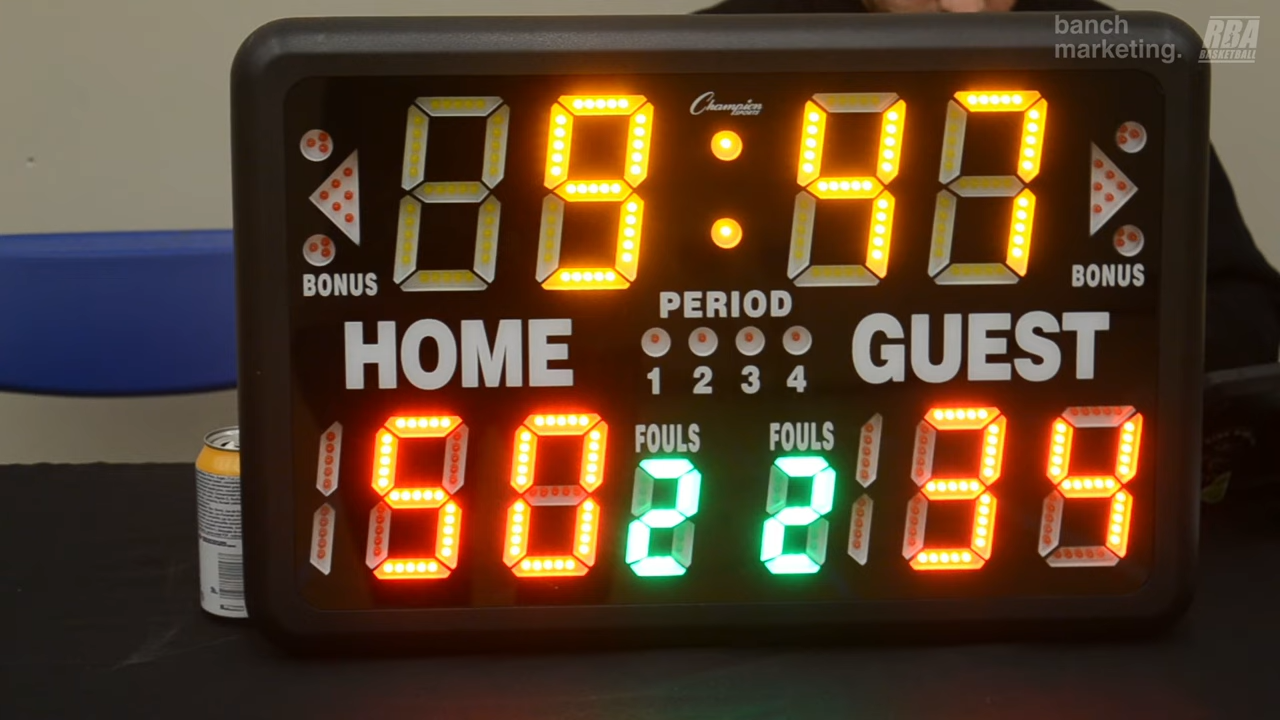 banch
marketing.
RBA
BASKETBALL
Champion
SPORTS
9:47
BONUS
BONUS
PERIOD
HOME
GUEST
1 2 3 4
FOULS
FOULS
50
2
2
34